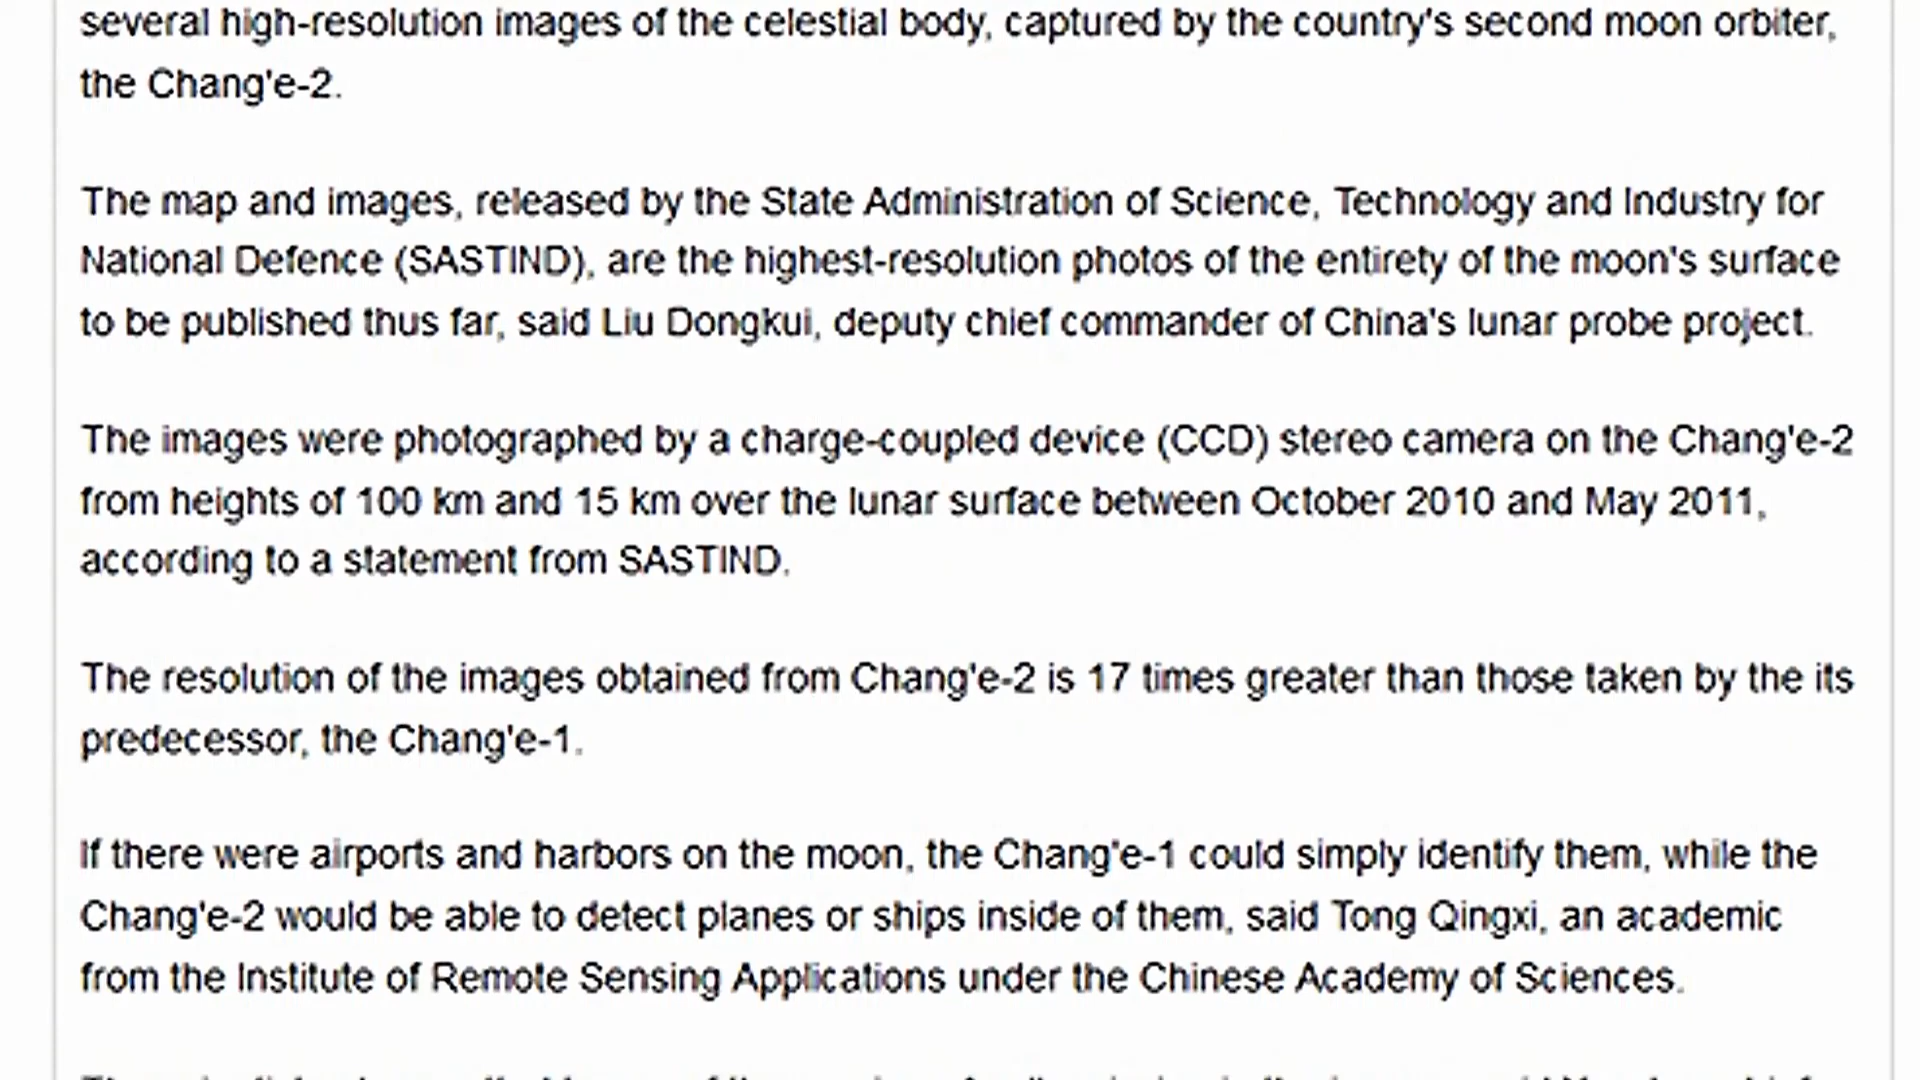 several high-resolution images of the celestial body, captured by the country's second moon orbiter,
the Chang'e-2.
The map and images, released by the State Administration of Science, Technology and Industry for
National Defence (SASTIND), are the highest-resolution photos of the entirety of the moon's surface
to be published thus far, said Liu Dongkui, deputy chief commander of China's lunar probe project.
The images were photographed by a charge-coupled device (CCD) stereo camera on the Chang'e-2
from heights of 100 km and 15 km over the lunar surface between October 2010 and May 2011,
according to a statement from SASTIND.
The resolution of the images obtained from Chang'e-2 is 17 times greater than those taken by the its
predecessor, the Chang'e-1.
If there were airports and harbors on the moon, the Chang'e-1 could simply identify them, while the
Chang'e-2 would be able to detect planes or ships inside of them, said Tong Qingxi, an academic
from the Institute of Remote Sensing Applications under the Chinese Academy of Sciences.